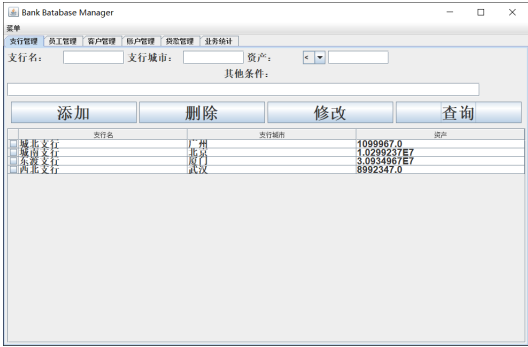 Bank Batabase Manager
菜单
支行管理 员工管理 客户管理 账户管理 贷款管理 业务统计
支行名： 支行城市： 资产： <
其他条件：
添加 删除 修改 查询
支行名 支行城市 资产
城北支行 广州 1099967.0
城南支行 北京 1.0299237E7
东渡支行 厦门 3.0934967E7
西北支行 武汉 8992347.0